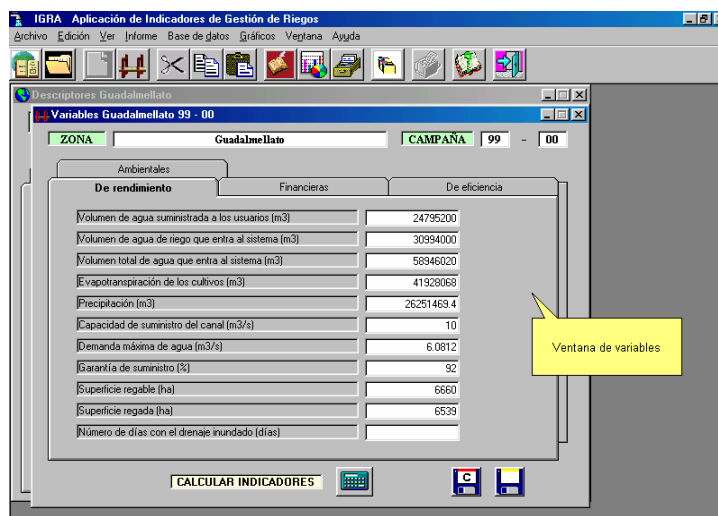 IGRA Aplicación de Indicadores de Gestión de Riegos
Archivo Edición Ver Informe Base de datos Gráficos Ventana Ayuda
Descriptores Guadalmellato
Variables Guadalmellato 99 - 00
ZONA Guadalmellato CAMPAÑA 99 - 00
Ambientales
De rendimiento Financieras De eficiencia
Volumen de agua suministrada a los usuarios (m3) 24795200
Volumen de agua de riego que entra al sistema (m3) 30994000
Volumen total de agua que entra al sistema (m3) 58946020
Evapotranspiración de los cultivos (m3) 41928068
Precipitación (m3) 26251469.4
Capacidad de suministro del canal (m3/s) 10
Demanda máxima de agua (m3/s) 6.0812
Garantía de suministro (%) 92
Superficie regable (ha) 6660
Superficie regada (ha) 6539
Número de días con el drenaje inundado (días)
Ventana de variables
CALCULAR INDICADORES
C